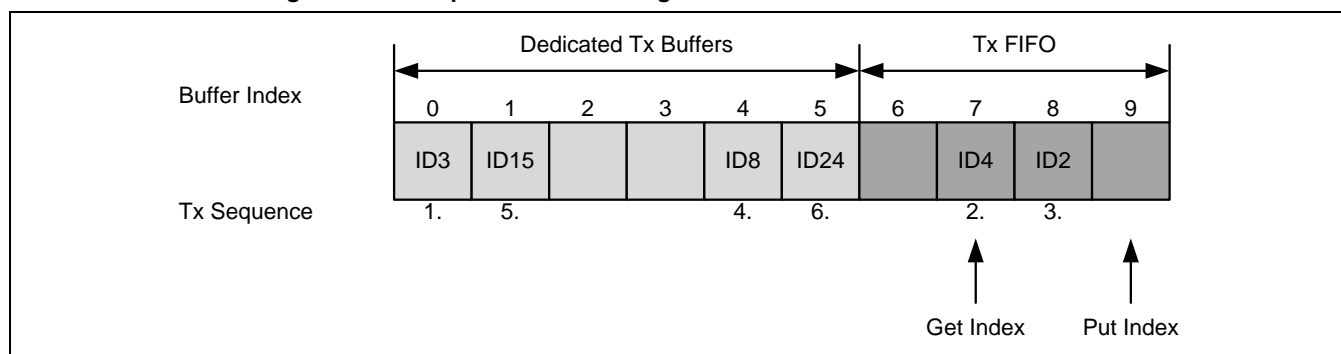 Dedicated Tx Buffers Tx FIFO
Buffer Index
0 1 2 3 4 5 6 7 8 9
ID3 ID15 ID8 ID24 ID4 ID2
Tx Sequence 1. 5. 4. 6. 2. 3.
Get Index Put Index